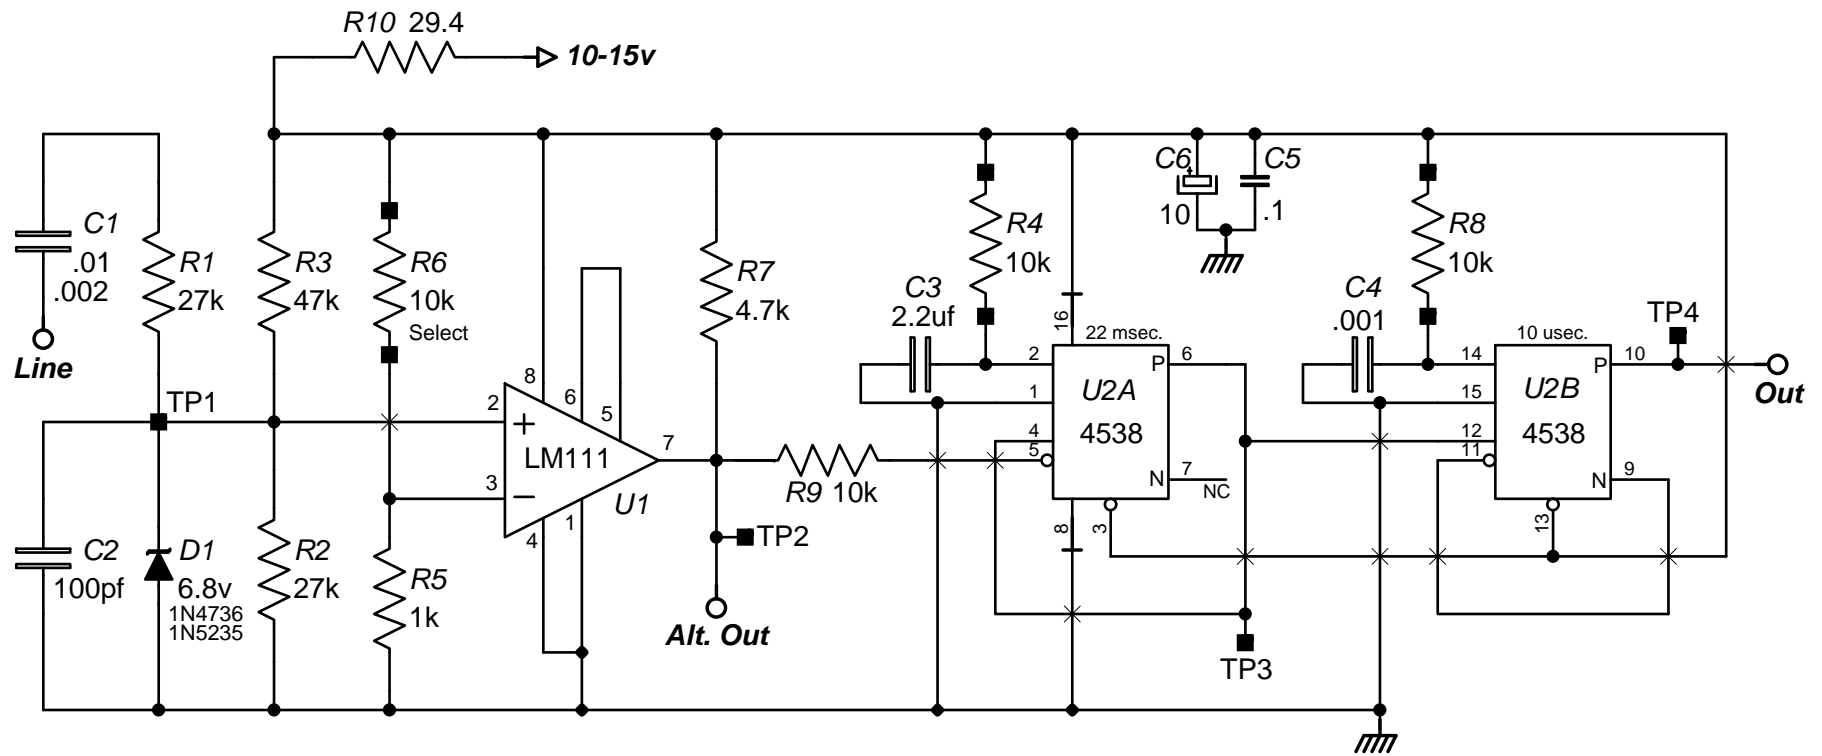 R10 29.4
10-15v
C1
.01
.002
Line
R1
27k
R3
47k
R6
10k
Select
TP1
C2
100pf
D1
6.8v
1N4736
1N5235
R2
27k
R5
1k
8
6
5
2
+
LM111
7
3
−
4
1
U1
R7
4.7k
R9 10k
TP2
Alt. Out
C3
2.2uf
R4
10k
16
22 msec.
2
P
6
1
U2A
4
4538
5
N
7
NC
8
3
TP3
C6
+
10
C5
.1
C4
.001
R8
10k
10 usec.
14
P
10
15
U2B
12
4538
11
N
9
13
TP4
Out